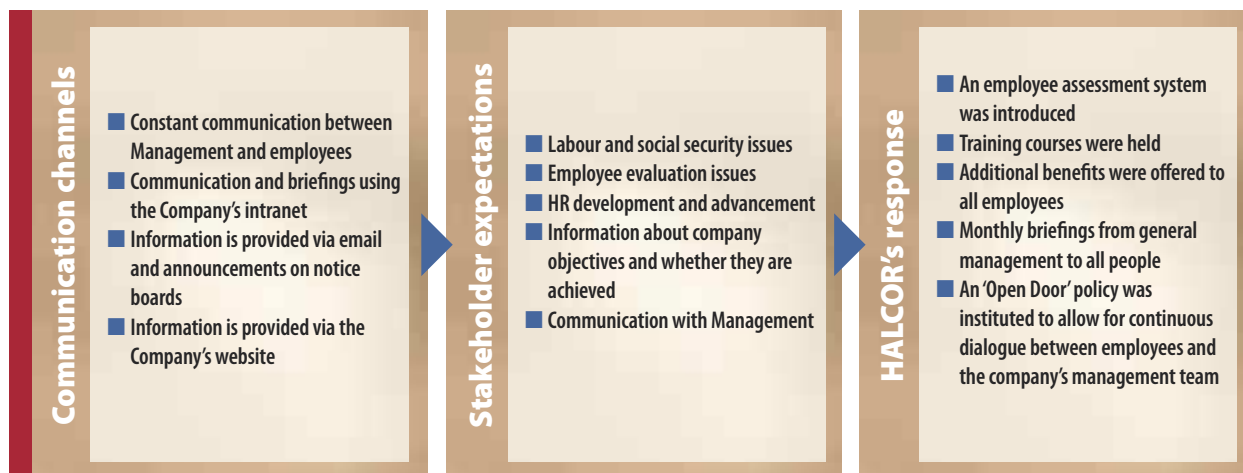 Communication channels
■ Constant communication between
Management and employees
■ Communication and briefings using
the Company's intranet
■ Information is provided via email
and announcements on notice
boards
■ Information is provided via the
Company's website
Stakeholder expectations
■ Labour and social security issues
■ Employee evaluation issues
■ HR development and advancement
■ Information about company
objectives and whether they are
achieved
■ Communication with Management
HALCOR's response
■ An employee assessment system
was introduced
■ Training courses were held
■ Additional benefits were offered to
all employees
■ Monthly briefings from general
management to all people
■ An ‘Open Door’ policy was
instituted to allow for continuous
dialogue between employees and
the company's management team